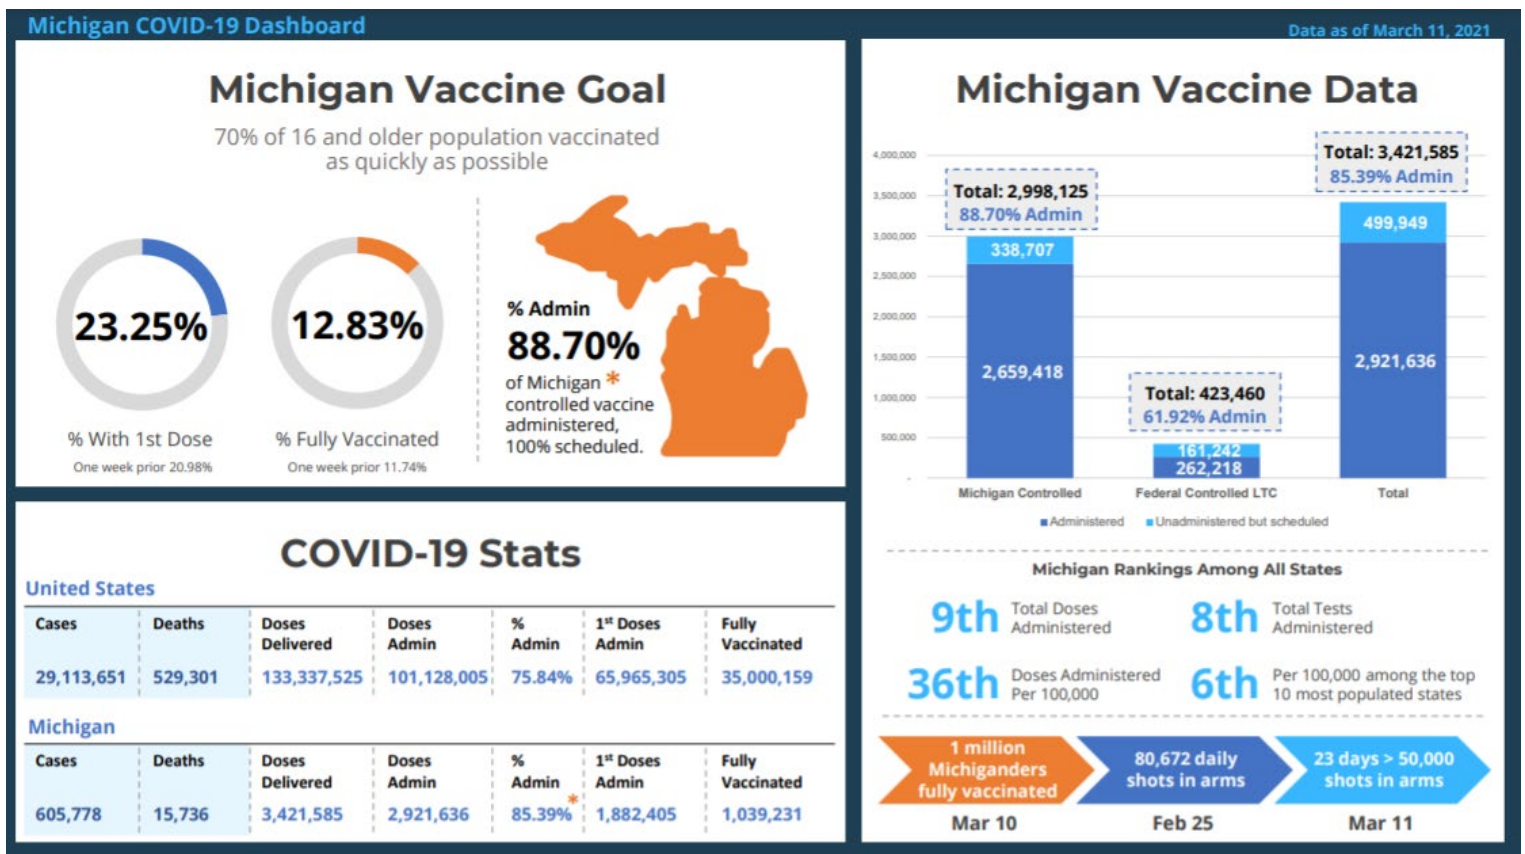 Michigan COVID-19 Dashboard
Data as of March 11, 2021
Michigan Vaccine Goal
70% of 16 and older population vaccinated
as quickly as possible
23.25%
% With 1st Dose
One week prior 20.98%
12.83%
% Fully Vaccinated
One week prior 11.74%
% Admin
88.70%
of Michigan *
controlled vaccine
administered,
100% scheduled.
COVID-19 Stats
United States
Cases Deaths Doses Delivered Doses Admin % Admin 1st Doses Admin Fully Vaccinated
29,113,651 529,301 133,337,525 101,128,005 75.84% 65,965,305 35,000,159
Michigan
Cases Deaths Doses Delivered Doses Admin % Admin * 1st Doses Admin Fully Vaccinated
605,778 15,736 3,421,585 2,921,636 85.39% 1,882,405 1,039,231
Michigan Vaccine Data
4,000,000
3,500,000
3,000,000
2,500,000
2,000,000
1,500,000
1,000,000
500,000
-
Total: 2,998,125
88.70% Admin
338,707
2,659,418
Michigan Controlled
Total: 423,460
61.92% Admin
161,242
262,218
Federal Controlled LTC
Total: 3,421,585
85.39% Admin
499,949
2,921,636
Total
Administered Unadministered but scheduled
Michigan Rankings Among All States
9th Total Doses Administered
8th Total Tests Administered
36th Doses Administered Per 100,000
6th Per 100,000 among the top 10 most populated states
1 million
Michiganders
fully vaccinated
Mar 10
80,672 daily
shots in arms
Feb 25
23 days > 50,000
shots in arms
Mar 11